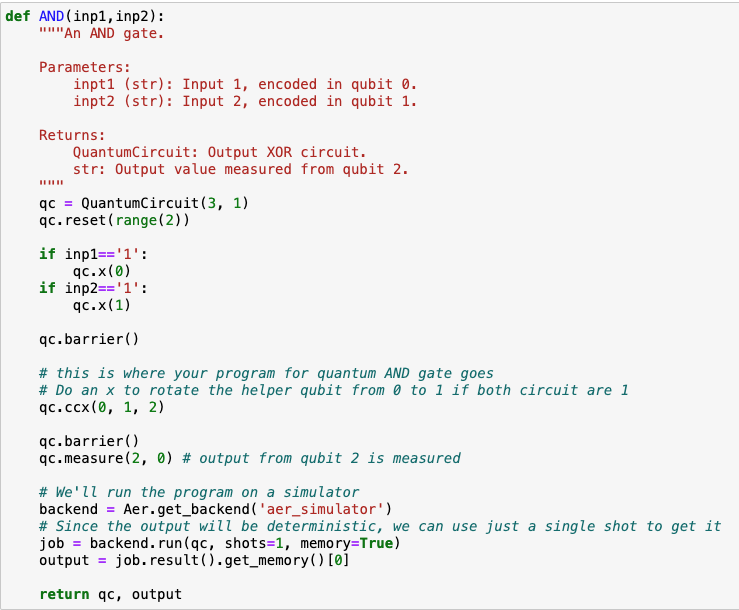 def AND(inp1,inp2):
    """An AND gate.

    Parameters:
        inpt1 (str): Input 1, encoded in qubit 0.
        inpt2 (str): Input 2, encoded in qubit 1.

    Returns:
        QuantumCircuit: Output XOR circuit.
        str: Output value measured from qubit 2.
    """
    qc = QuantumCircuit(3, 1)
    qc.reset(range(2))

    if inp1=='1':
        qc.x(0)
    if inp2=='1':
        qc.x(1)

    qc.barrier()

    # this is where your program for quantum AND gate goes
    # Do an x to rotate the helper qubit from 0 to 1 if both circuit are 1
    qc.ccx(0, 1, 2)

    qc.barrier()
    qc.measure(2, 0) # output from qubit 2 is measured

    # We'll run the program on a simulator
    backend = Aer.get_backend('aer_simulator')
    # Since the output will be deterministic, we can use just a single shot to get it
    job = backend.run(qc, shots=1, memory=True)
    output = job.result().get_memory()[0]

    return qc, output